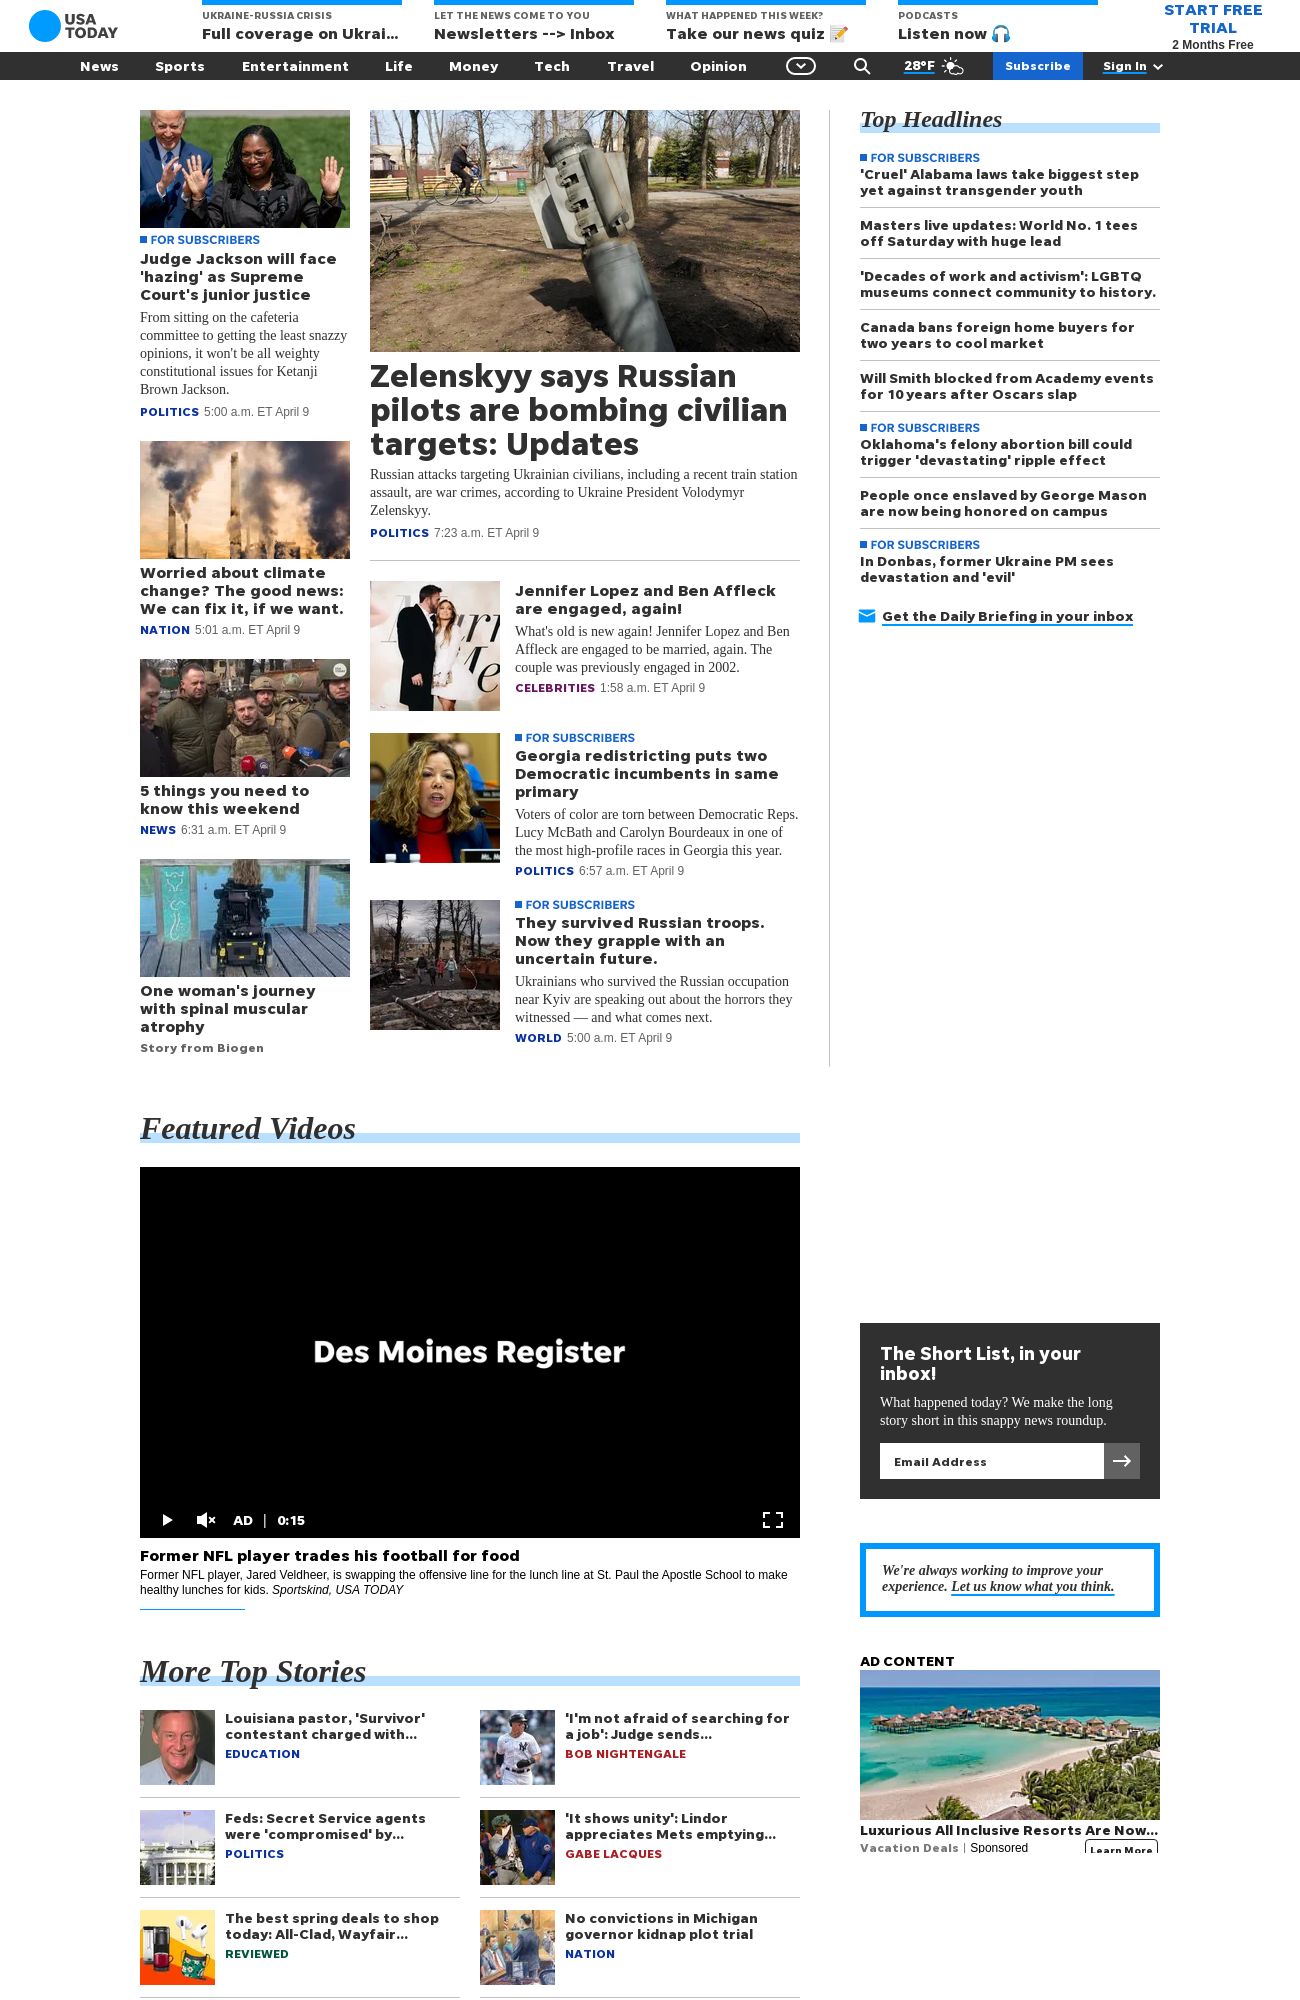 USA
TODAY
UKRAINE-RUSSIA CRISIS
Full coverage on Ukrai...
LET THE NEWS COME TO YOU
Newsletters --> Inbox
WHAT HAPPENED THIS WEEK?
Take our news quiz 📝
PODCASTS
Listen now 🎧
START FREE
TRIAL
2 Months Free
News Sports Entertainment Life Money Tech Travel Opinion 28°F Subscribe Sign In
FOR SUBSCRIBERS
Judge Jackson will face
'hazing' as Supreme
Court's junior justice
From sitting on the cafeteria
committee to getting the least snazzy
opinions, it won't be all weighty
constitutional issues for Ketanji
Brown Jackson.
POLITICS 5:00 a.m. ET April 9
Worried about climate
change? The good news:
We can fix it, if we want.
NATION 5:01 a.m. ET April 9
5 things you need to
know this weekend
NEWS 6:31 a.m. ET April 9
One woman's journey
with spinal muscular
atrophy
Story from Biogen
Zelenskyy says Russian
pilots are bombing civilian
targets: Updates
Russian attacks targeting Ukrainian civilians, including a recent train station
assault, are war crimes, according to Ukraine President Volodymyr
Zelenskyy.
POLITICS 7:23 a.m. ET April 9
Jennifer Lopez and Ben Affleck
are engaged, again!
What's old is new again! Jennifer Lopez and Ben
Affleck are engaged to be married, again. The
couple was previously engaged in 2002.
CELEBRITIES 1:58 a.m. ET April 9
FOR SUBSCRIBERS
Georgia redistricting puts two
Democratic incumbents in same
primary
Voters of color are torn between Democratic Reps.
Lucy McBath and Carolyn Bourdeaux in one of
the most high-profile races in Georgia this year.
POLITICS 6:57 a.m. ET April 9
FOR SUBSCRIBERS
They survived Russian troops.
Now they grapple with an
uncertain future.
Ukrainians who survived the Russian occupation
near Kyiv are speaking out about the horrors they
witnessed — and what comes next.
WORLD 5:00 a.m. ET April 9
Top Headlines
FOR SUBSCRIBERS
'Cruel' Alabama laws take biggest step
yet against transgender youth
Masters live updates: World No. 1 tees
off Saturday with huge lead
'Decades of work and activism': LGBTQ
museums connect community to history.
Canada bans foreign home buyers for
two years to cool market
Will Smith blocked from Academy events
for 10 years after Oscars slap
FOR SUBSCRIBERS
Oklahoma's felony abortion bill could
trigger 'devastating' ripple effect
People once enslaved by George Mason
are now being honored on campus
FOR SUBSCRIBERS
In Donbas, former Ukraine PM sees
devastation and 'evil'
Get the Daily Briefing in your inbox
Featured Videos
Des Moines Register
AD | 0:15
Former NFL player trades his football for food
Former NFL player, Jared Veldheer, is swapping the offensive line for the lunch line at St. Paul the Apostle School to make
healthy lunches for kids. Sportskind, USA TODAY
The Short List, in your
inbox!
What happened today? We make the long
story short in this snappy news roundup.
Email Address
We're always working to improve your
experience. Let us know what you think.
AD CONTENT
Luxurious All Inclusive Resorts Are Now...
Vacation Deals | Sponsored
Learn More
More Top Stories
Louisiana pastor, 'Survivor'
contestant charged with...
EDUCATION
'I'm not afraid of searching for
a job': Judge sends...
BOB NIGHTENGALE
Feds: Secret Service agents
were 'compromised' by...
POLITICS
'It shows unity': Lindor
appreciates Mets emptying...
GABE LACQUES
The best spring deals to shop
today: All-Clad, Wayfair...
REVIEWED
No convictions in Michigan
governor kidnap plot trial
NATION